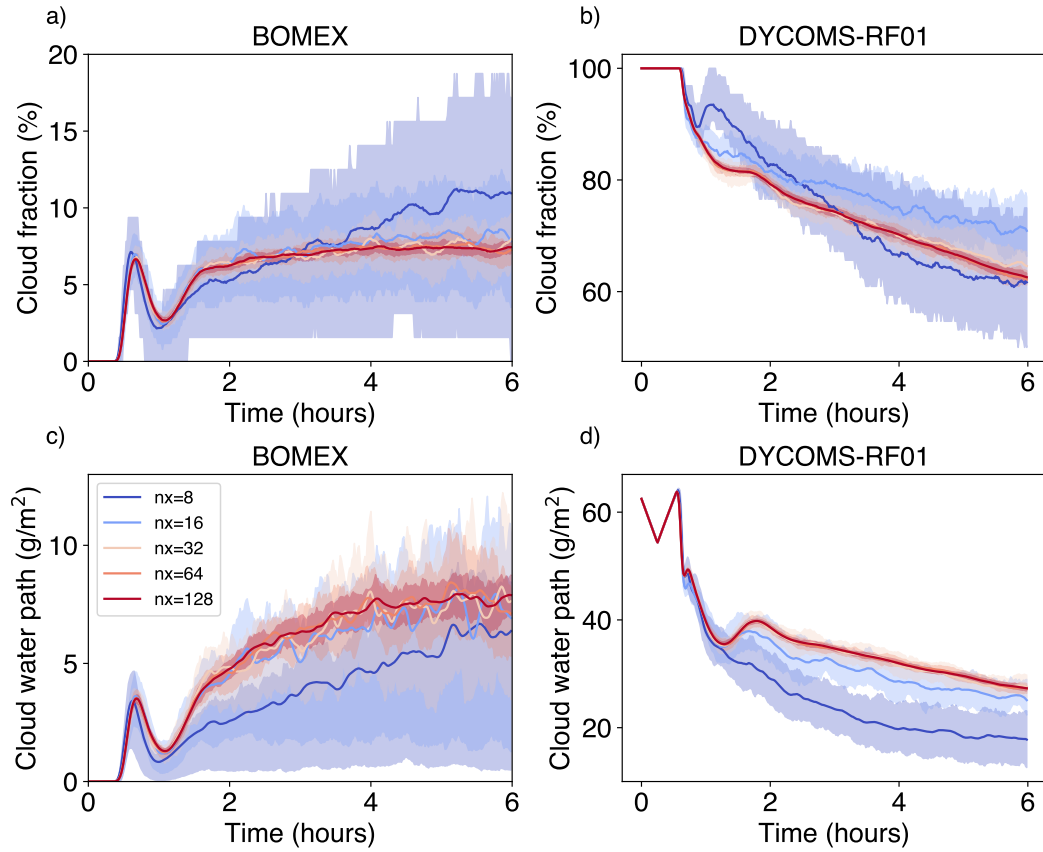 a)
BOMEX
Cloud fraction (%)
20
15
10
5
0
0 2 4 6
Time (hours)
b)
DYCOMS-RF01
Cloud fraction (%)
100
80
60
0 2 4 6
Time (hours)
c)
BOMEX
Cloud water path (g/m²)
10
5
0
nx=8
nx=16
nx=32
nx=64
nx=128
0 2 4 6
Time (hours)
d)
DYCOMS-RF01
Cloud water path (g/m²)
60
40
20
0 2 4 6
Time (hours)